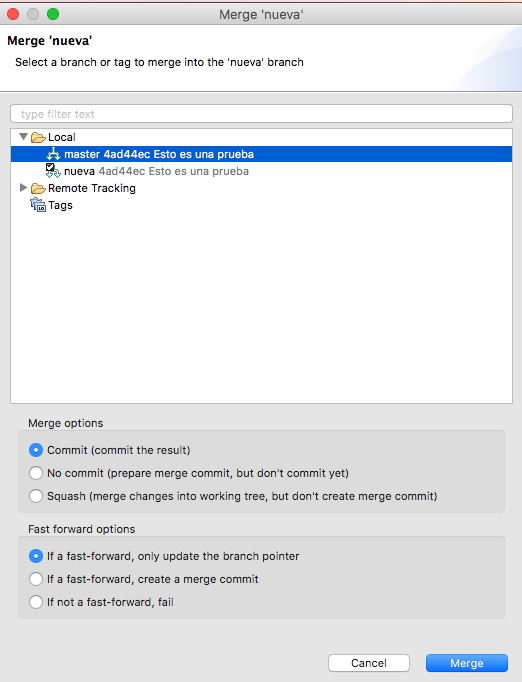 Merge 'nueva'
Merge 'nueva'
Select a branch or tag to merge into the 'nueva' branch
type filter text
Local
master 4ad44ec Esto es una prueba
nueva 4ad44ec Esto es una prueba
Remote Tracking
Tags
Merge options
Commit (commit the result)
No commit (prepare merge commit, but don't commit yet)
Squash (merge changes into working tree, but don't create merge commit)
Fast forward options
If a fast-forward, only update the branch pointer
If a fast-forward, create a merge commit
If not a fast-forward, fail
Cancel Merge